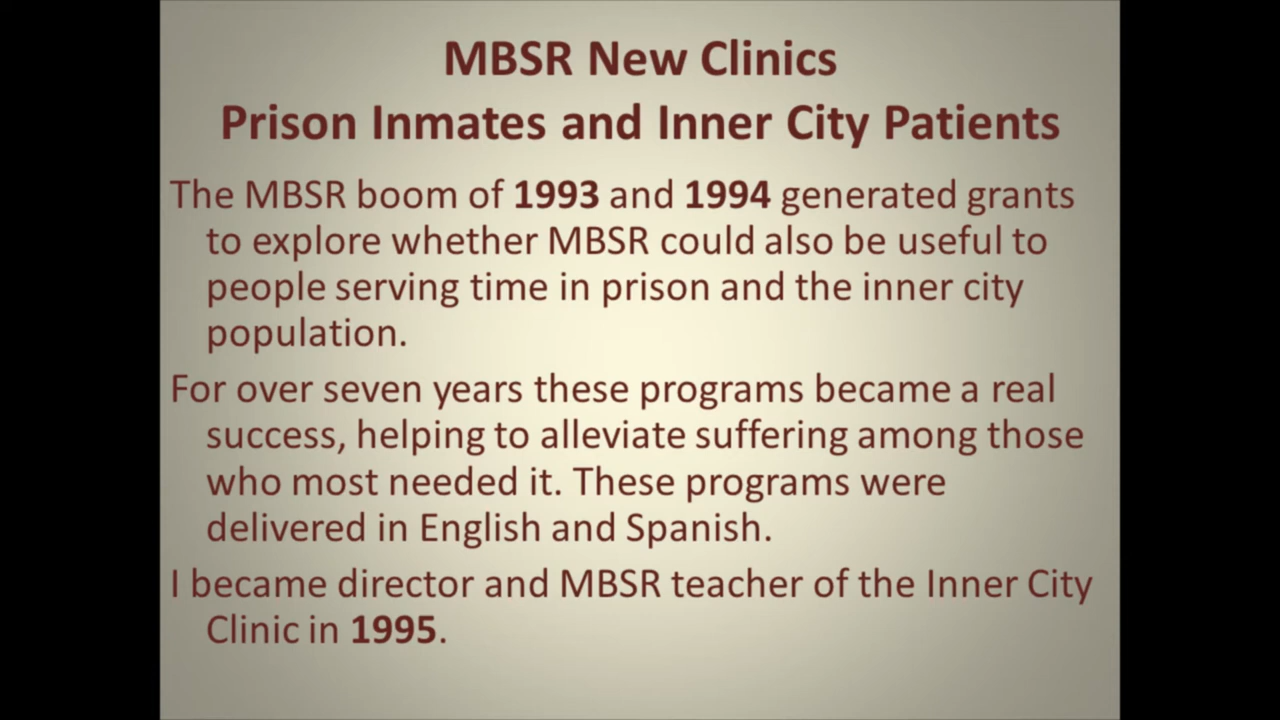 MBSR New Clinics
Prison Inmates and Inner City Patients
The MBSR boom of 1993 and 1994 generated grants
to explore whether MBSR could also be useful to
people serving time in prison and the inner city
population.
For over seven years these programs became a real
success, helping to alleviate suffering among those
who most needed it. These programs were
delivered in English and Spanish.
I became director and MBSR teacher of the Inner City
Clinic in 1995.